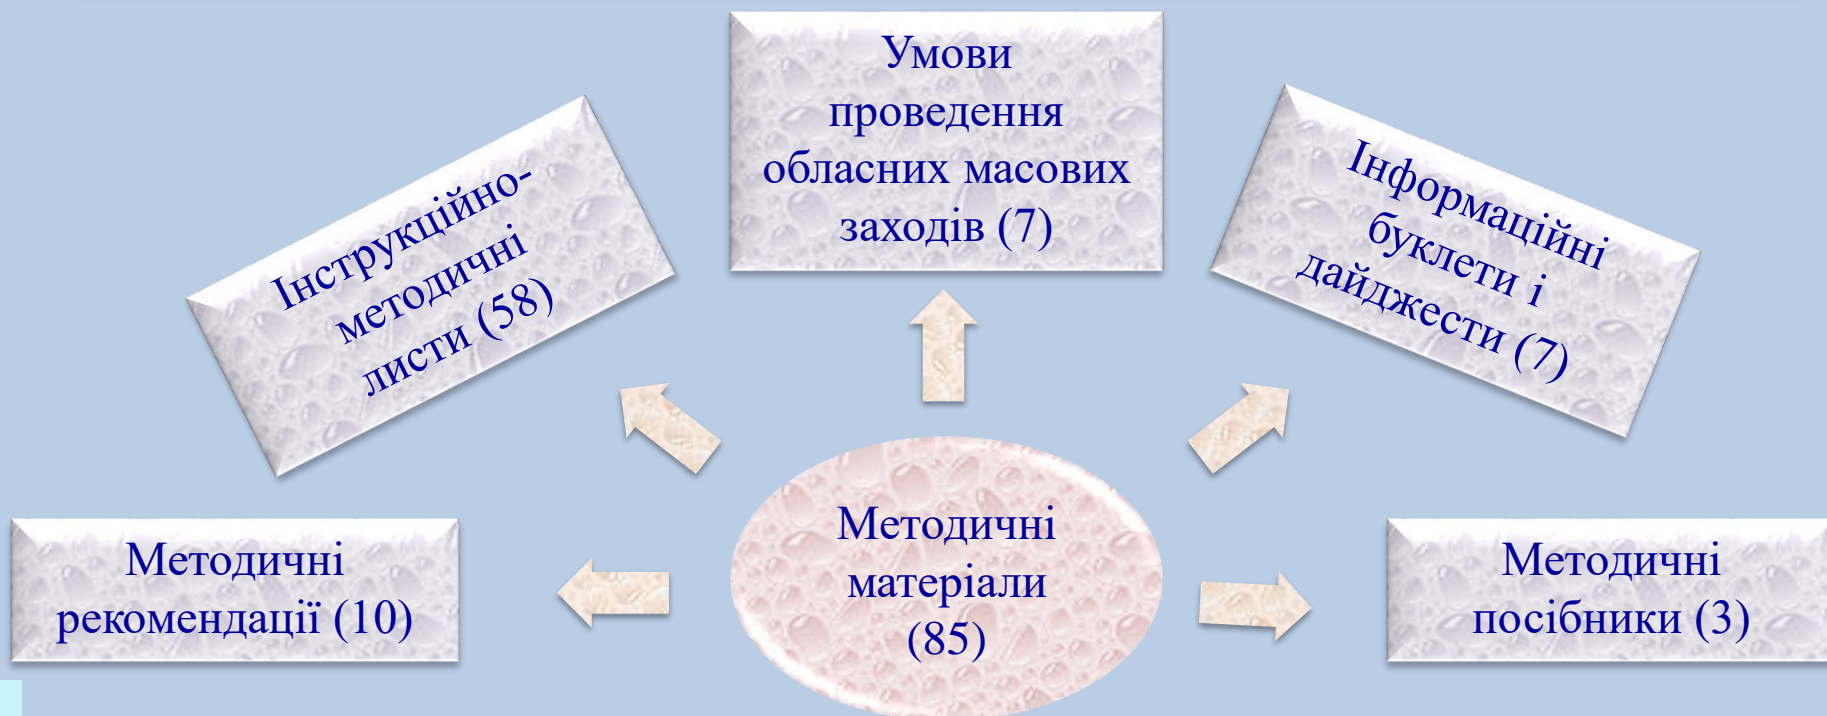 Умови
проведення
обласних масових
заходів (7)
Інструкційно-
методичні
листи (58)
Інформаційні
буклети і
дайджести (7)
Методичні
рекомендації (10)
Методичні
матеріали
(85)
Методичні
посібники (3)